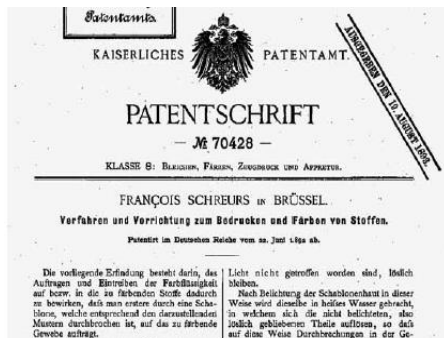 Patentamts.
KAISERLICHES PATENTAMT.
AUSGEGEBEN DEN 19. AUGUST 1893.
PATENTSCHRIFT
— № 70428 —
KLASSE 8: BLEICHEN, FÄRBEN, ZEUGDRUCK UND APPRETUR.
FRANÇOIS SCHREURS IN BRÜSSEL.
Verfahren und Vorrichtung zum Bedrucken und Färben von Stoffen.
Patentirt im Deutschen Reiche vom 22. Juni 1892 ab.
Die vorliegende Erfindung besteht darin, das
Auftragen und Eintreiben der Farbflüssigkeit
auf bezw. in die zu färbenden Stoffe dadurch
zu bewirken, daß man erstere durch eine Scha-
blone, welche entsprechend den darzustellenden
Mustern durchbrochen ist, auf das zu färbende
Gewebe aufträgt.
Licht nicht getroffen worden sind, löslich
bleiben.
Nach Belichtung der Schablonenhaut in dieser
Weise wird dieselbe in heißes Wasser gebracht,
in welchem sich die nicht belichteten, also
löslich gebliebenen Theile auflösen, so daß
auf diese Weise Durchbrechungen in der Ge-